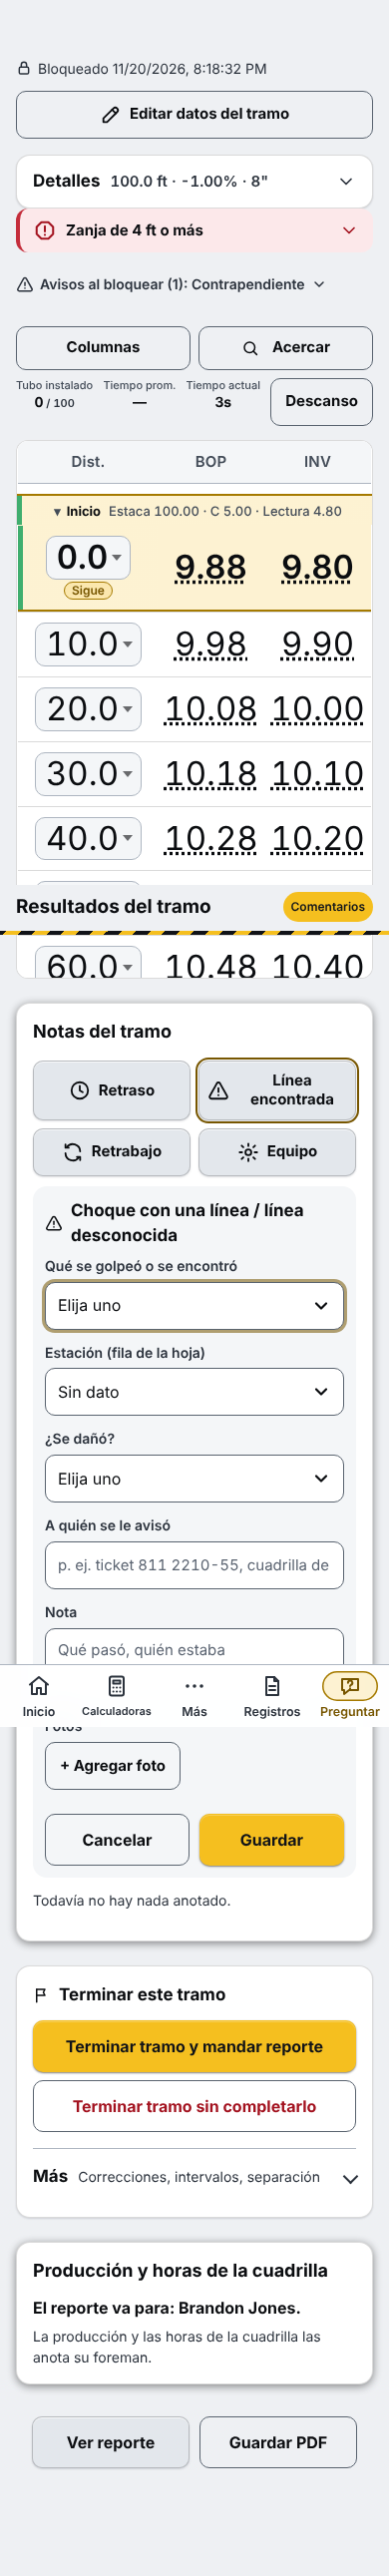 Bloqueado 11/20/2026, 8:18:32 PM
Editar datos del tramo
Detalles 100.0 ft · -1.00% · 8"
Zanja de 4 ft o más
Avisos al bloquear (1): Contrapendiente
Columnas
Acercar
Tubo instalado Tiempo prom. Tiempo actual
0 / 100 — 3s
Descanso
Dist. BOP INV
▾ Inicio Estaca 100.00 · C 5.00 · Lectura 4.80
0.0 9.88 9.80
Sigue
10.0 9.98 9.90
20.0 10.08 10.00
30.0 10.18 10.10
40.0 10.28 10.20
Resultados del tramo
Comentarios
60.0 10.48 10.40
Notas del tramo
Retraso
Línea
encontrada
Retrabajo
Equipo
Choque con una línea / línea
desconocida
Qué se golpeó o se encontró
Elija uno
Estación (fila de la hoja)
Sin dato
¿Se dañó?
Elija uno
A quién se le avisó
p. ej. ticket 811 2210-55, cuadrilla de
Nota
Qué pasó, quién estaba
Inicio Calculadoras Más Registros Preguntar
Fotos
+ Agregar foto
Cancelar
Guardar
Todavía no hay nada anotado.
Terminar este tramo
Terminar tramo y mandar reporte
Terminar tramo sin completarlo
Más Correcciones, intervalos, separación
Producción y horas de la cuadrilla
El reporte va para: Brandon Jones.
La producción y las horas de la cuadrilla las
anota su foreman.
Ver reporte
Guardar PDF